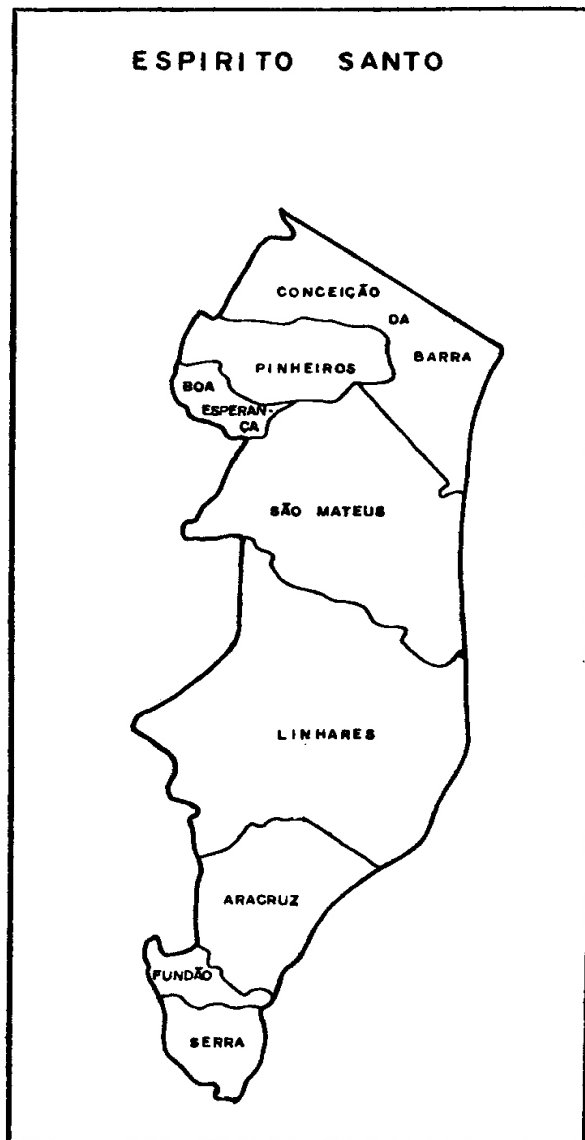 ESPIRITO SANTO
CONCEIÇÃO
DA
BARRA
PINHEIROS
BOA
ESPERAN-
ÇA
SÃO MATEUS
LINHARES
ARACRUZ
FUNDÃO
SERRA